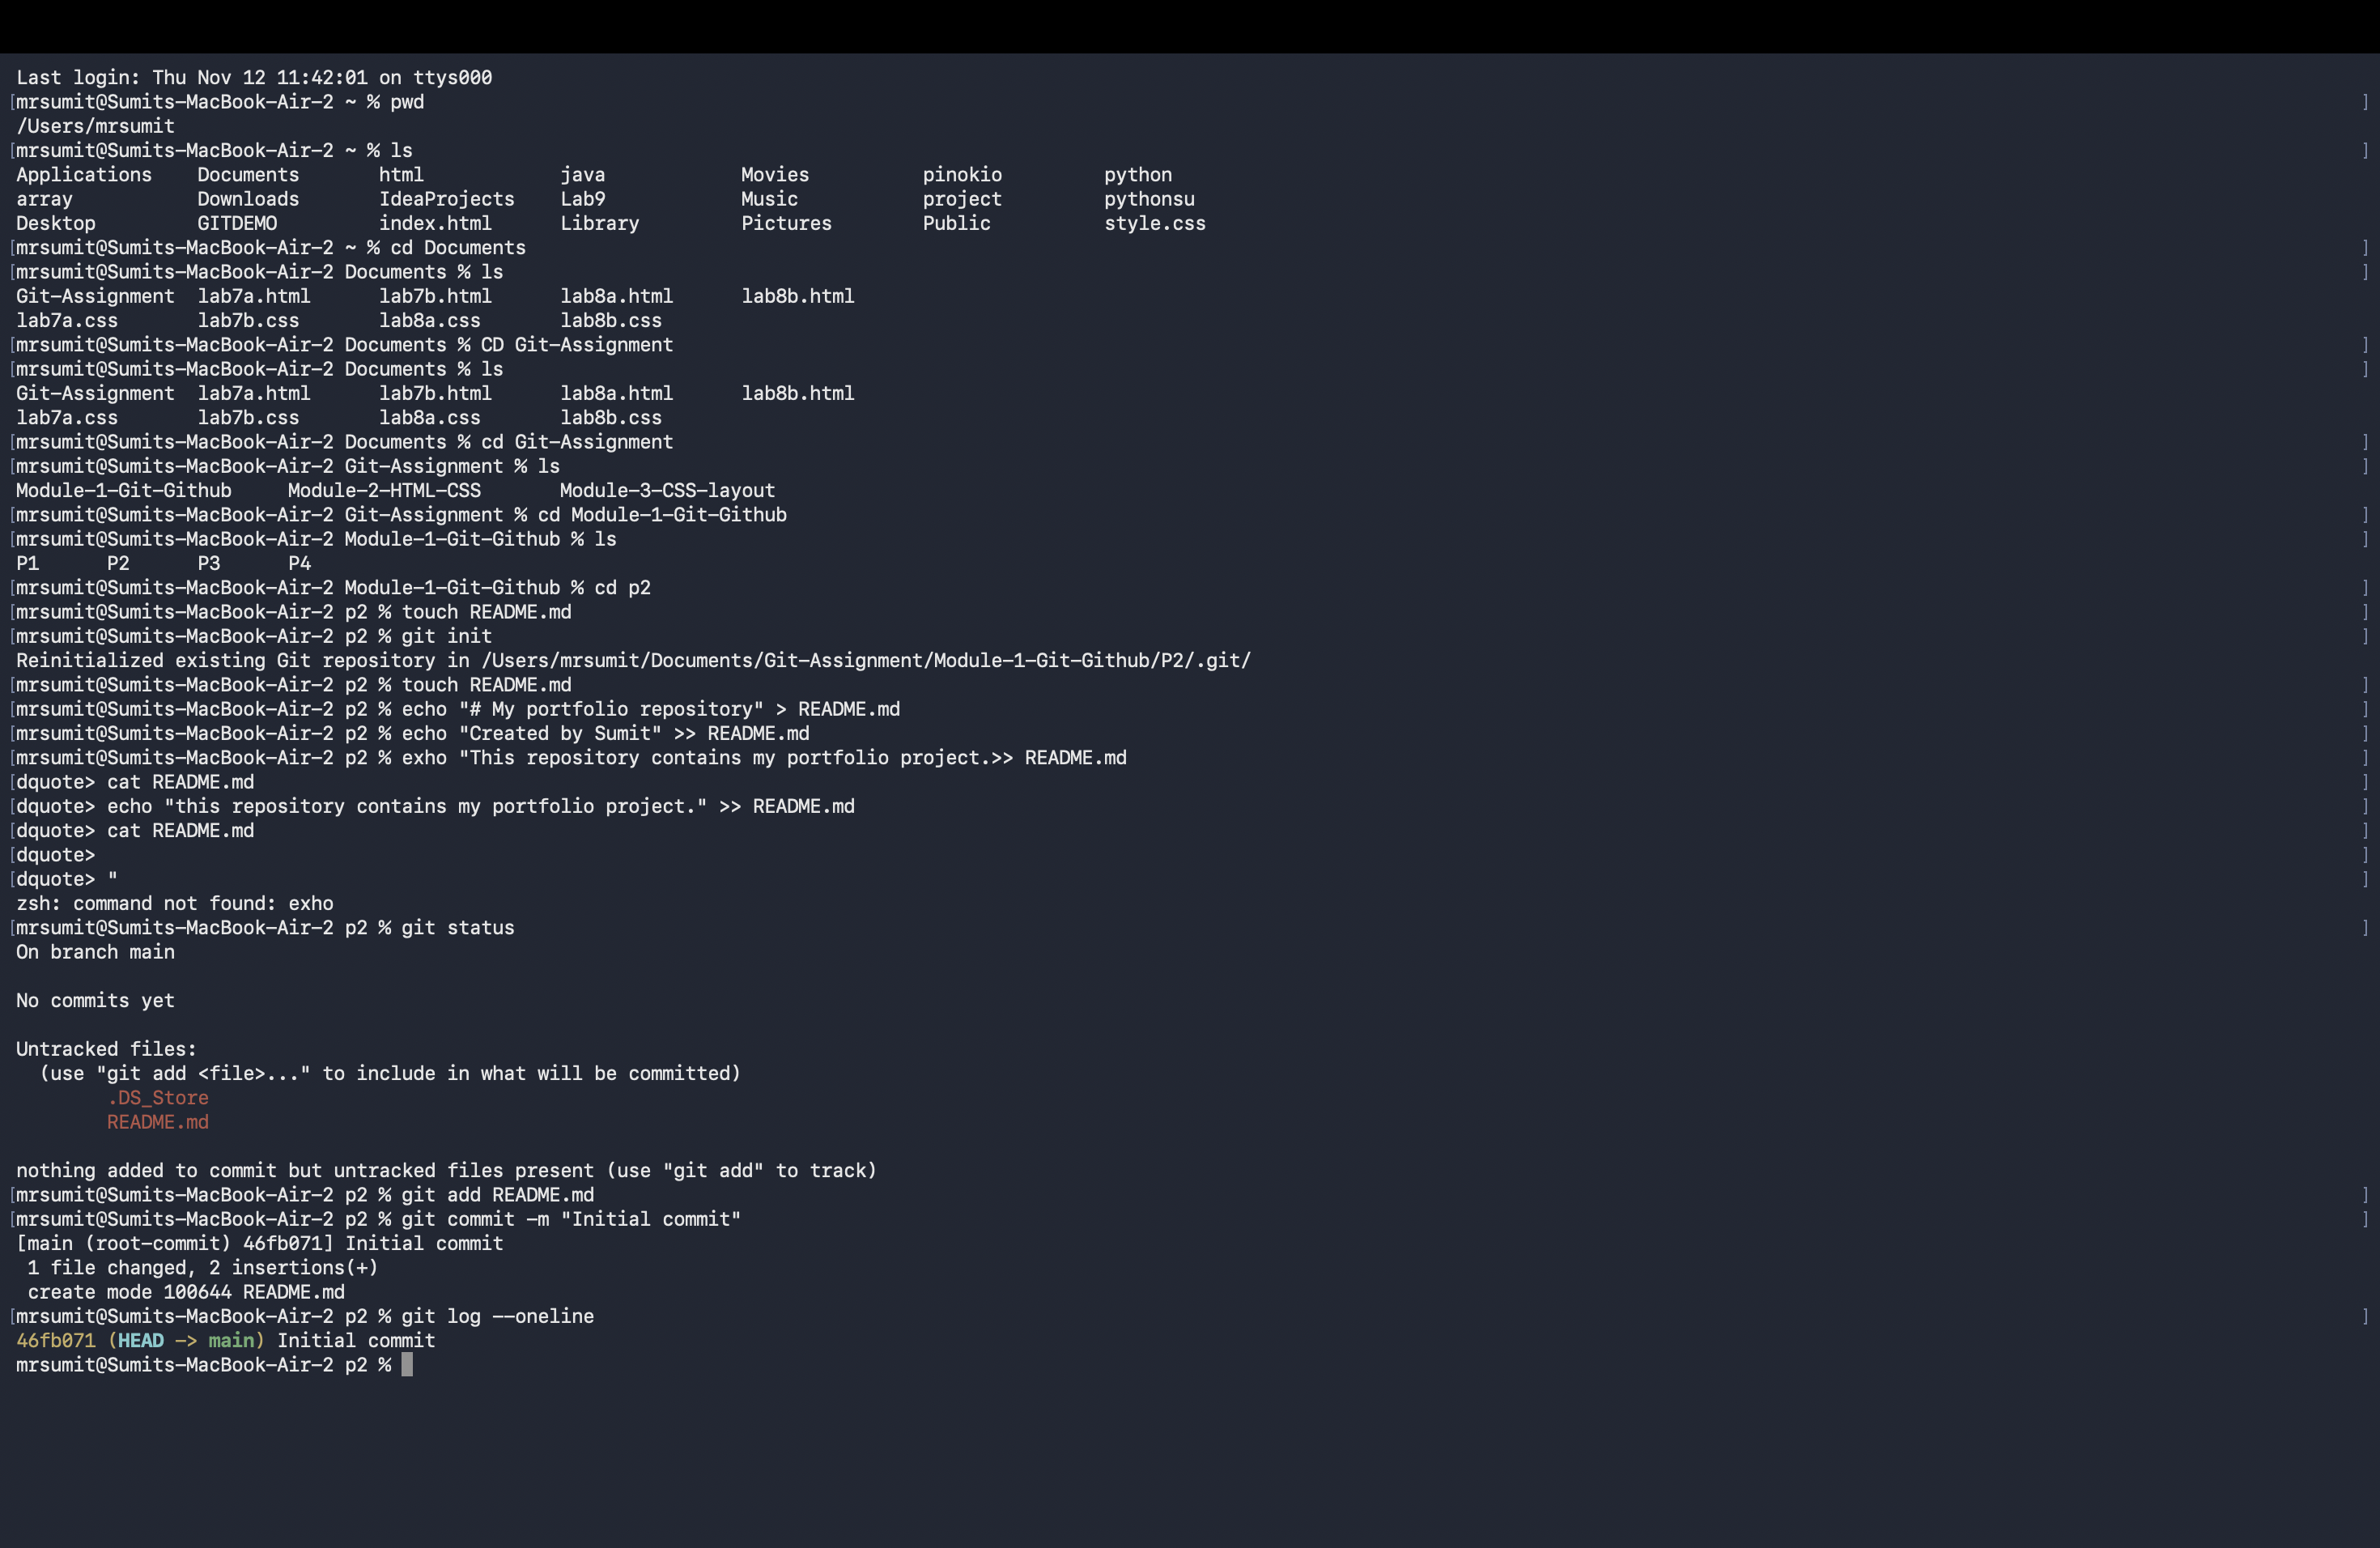 Last login: Thu Nov 12 11:42:01 on ttys000
[mrsumit@Sumits-MacBook-Air-2 ~ % pwd ]
/Users/mrsumit
[mrsumit@Sumits-MacBook-Air-2 ~ % ls ]
Applications Documents html java Movies pinokio python
array Downloads IdeaProjects Lab9 Music project pythonsu
Desktop GITDEMO index.html Library Pictures Public style.css
[mrsumit@Sumits-MacBook-Air-2 ~ % cd Documents ]
[mrsumit@Sumits-MacBook-Air-2 Documents % ls ]
Git-Assignment lab7a.html lab7b.html lab8a.html lab8b.html
lab7a.css lab7b.css lab8a.css lab8b.css
[mrsumit@Sumits-MacBook-Air-2 Documents % CD Git-Assignment ]
[mrsumit@Sumits-MacBook-Air-2 Documents % ls ]
Git-Assignment lab7a.html lab7b.html lab8a.html lab8b.html
lab7a.css lab7b.css lab8a.css lab8b.css
[mrsumit@Sumits-MacBook-Air-2 Documents % cd Git-Assignment ]
[mrsumit@Sumits-MacBook-Air-2 Git-Assignment % ls ]
Module-1-Git-Github Module-2-HTML-CSS Module-3-CSS-layout
[mrsumit@Sumits-MacBook-Air-2 Git-Assignment % cd Module-1-Git-Github ]
[mrsumit@Sumits-MacBook-Air-2 Module-1-Git-Github % ls ]
P1 P2 P3 P4
[mrsumit@Sumits-MacBook-Air-2 Module-1-Git-Github % cd p2 ]
[mrsumit@Sumits-MacBook-Air-2 p2 % touch README.md ]
[mrsumit@Sumits-MacBook-Air-2 p2 % git init ]
Reinitialized existing Git repository in /Users/mrsumit/Documents/Git-Assignment/Module-1-Git-Github/P2/.git/
[mrsumit@Sumits-MacBook-Air-2 p2 % touch README.md ]
[mrsumit@Sumits-MacBook-Air-2 p2 % echo "# My portfolio repository" > README.md ]
[mrsumit@Sumits-MacBook-Air-2 p2 % echo "Created by Sumit" >> README.md ]
[mrsumit@Sumits-MacBook-Air-2 p2 % exho "This repository contains my portfolio project.>> README.md ]
[dquote> cat README.md ]
[dquote> echo "this repository contains my portfolio project." >> README.md ]
[dquote> cat README.md ]
[dquote> ]
[dquote> " ]
zsh: command not found: exho
[mrsumit@Sumits-MacBook-Air-2 p2 % git status ]
On branch main
No commits yet
Untracked files:
(use "git add <file>..." to include in what will be committed)
.DS_Store
README.md
nothing added to commit but untracked files present (use "git add" to track)
[mrsumit@Sumits-MacBook-Air-2 p2 % git add README.md ]
[mrsumit@Sumits-MacBook-Air-2 p2 % git commit -m "Initial commit" ]
[main (root-commit) 46fb071] Initial commit
1 file changed, 2 insertions(+)
create mode 100644 README.md
[mrsumit@Sumits-MacBook-Air-2 p2 % git log --oneline ]
46fb071 (HEAD -> main) Initial commit
mrsumit@Sumits-MacBook-Air-2 p2 %